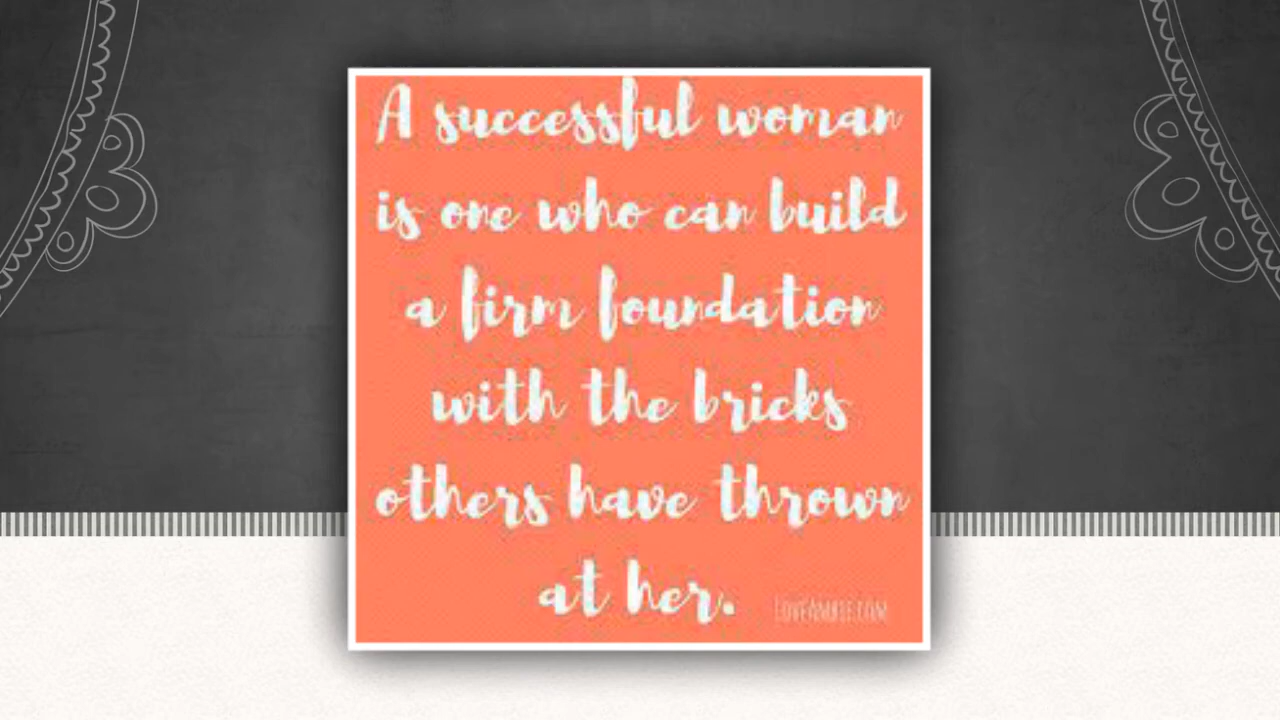 A successful woman
is one who can build
a firm foundation
with the bricks
others have thrown
at her.